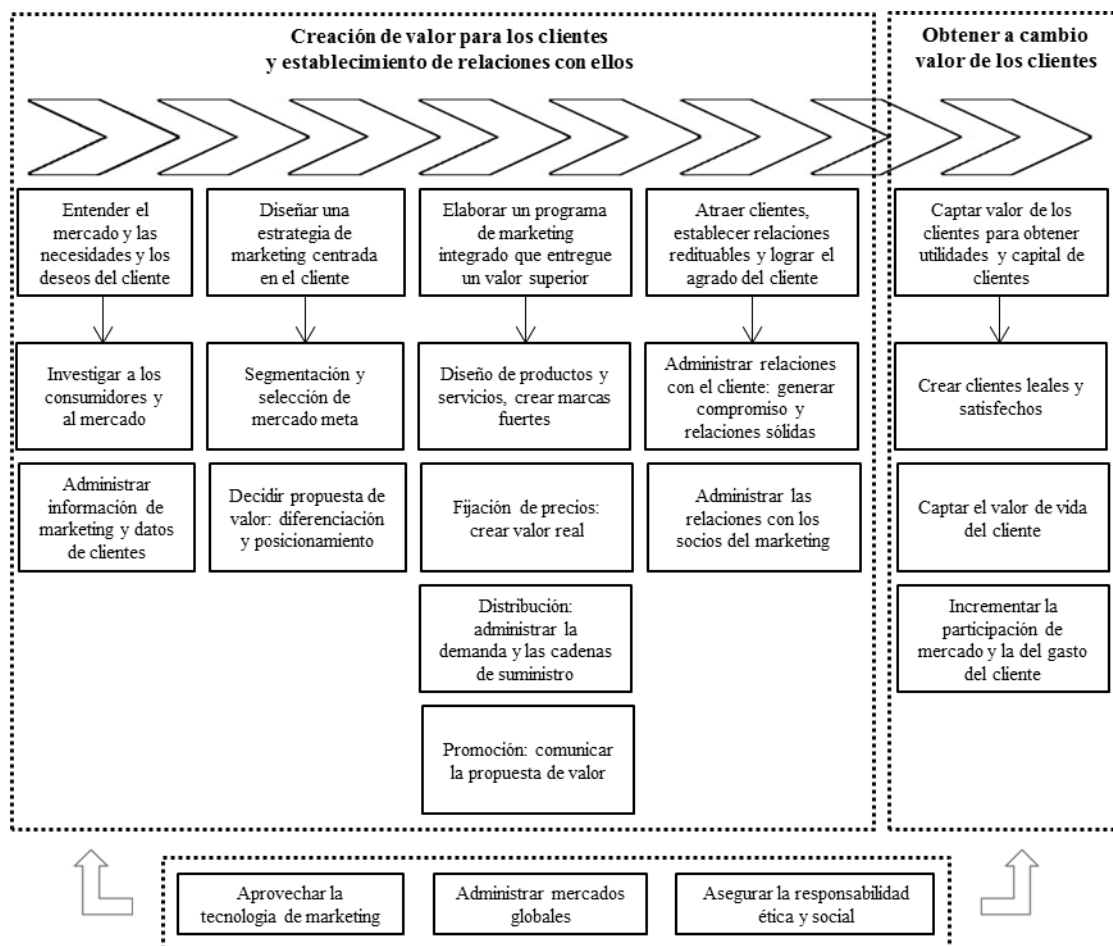 Creación de valor para los clientes
y establecimiento de relaciones con ellos
Obtener a cambio
valor de los clientes
Entender el
mercado y las
necesidades y los
deseos del cliente
Diseñar una
estrategia de
marketing centrada
en el cliente
Elaborar un programa
de marketing
integrado que entregue
un valor superior
Atraer clientes,
establecer relaciones
redituables y lograr el
agrado del cliente
Captar valor de los
clientes para obtener
utilidades y capital de
clientes
Investigar a los
consumidores y
al mercado
Segmentación y
selección de
mercado meta
Diseño de productos y
servicios, crear marcas
fuertes
Administrar relaciones
con el cliente: generar
compromiso y
relaciones sólidas
Crear clientes leales y
satisfechos
Administrar
información de
marketing y datos
de clientes
Decidir propuesta de
valor: diferenciación
y posicionamiento
Fijación de precios:
crear valor real
Administrar las
relaciones con los
socios del marketing
Captar el valor de vida
del cliente
Distribución:
administrar la
demanda y las cadenas
de suministro
Incrementar la
participación de
mercado y la del gasto
del cliente
Promoción: comunicar
la propuesta de valor
Aprovechar la
tecnología de marketing
Administrar mercados
globales
Asegurar la responsabilidad
ética y social